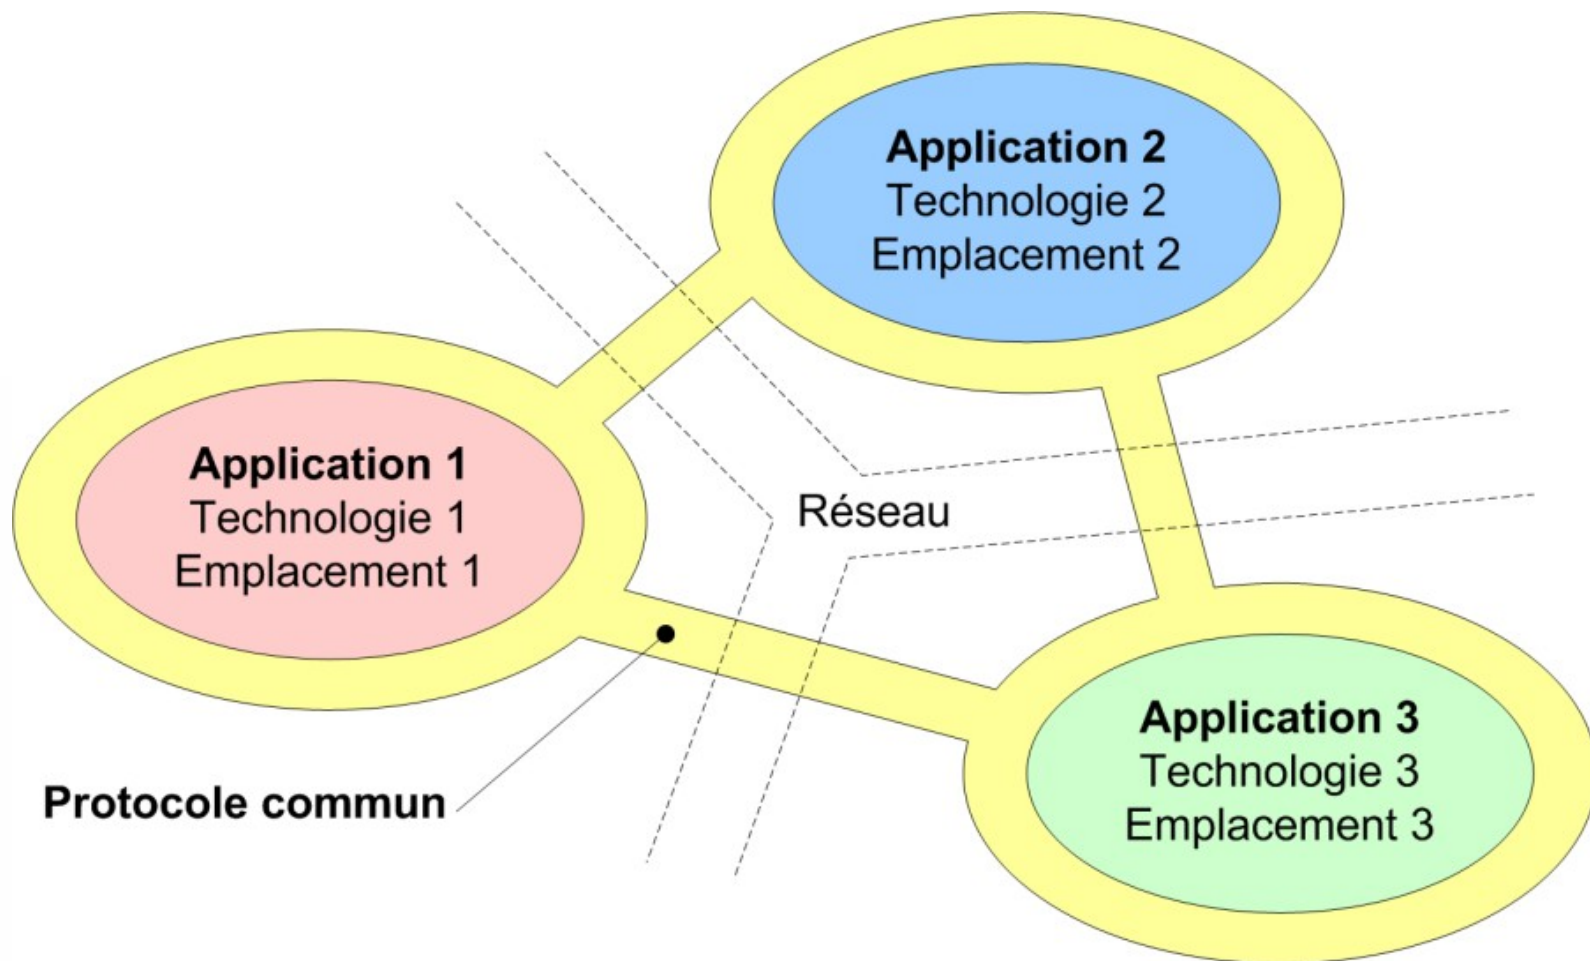 Application 2
Technologie 2
Emplacement 2
Application 1
Technologie 1
Emplacement 1
Réseau
Application 3
Technologie 3
Emplacement 3
Protocole commun